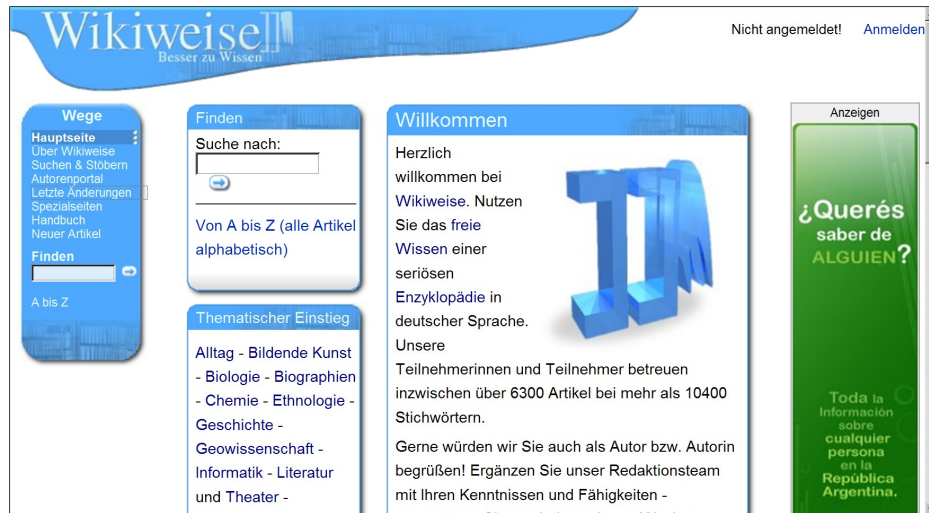 Wikiweise
Besser zu Wissen
Nicht angemeldet! Anmelden
Wege
Hauptseite
Über Wikiweise
Suchen & Stöbern
Autorenportal
Letzte Änderungen
Spezialseiten
Handbuch
Neuer Artikel
Finden
A bis Z
Finden
Suche nach:
Von A bis Z (alle Artikel
alphabetisch)
Thematischer Einstieg
Alltag - Bildende Kunst
- Biologie - Biographien
- Chemie - Ethnologie -
Geschichte -
Geowissenschaft -
Informatik - Literatur
und Theater -
Willkommen
Herzlich
willkommen bei
Wikiweise. Nutzen
Sie das freie
Wissen einer
seriösen
Enzyklopädie in
deutscher Sprache.
Unsere
Teilnehmerinnen und Teilnehmer betreuen
inzwischen über 6300 Artikel bei mehr als 10400
Stichwörtern.
Gerne würden wir Sie auch als Autor bzw. Autorin
begrüßen! Ergänzen Sie unser Redaktionsteam
mit Ihren Kenntnissen und Fähigkeiten -
Anzeigen
¿Querés
saber de
ALGUIEN?
Toda la
Información
sobre
cualquier
persona
en la
República
Argentina.